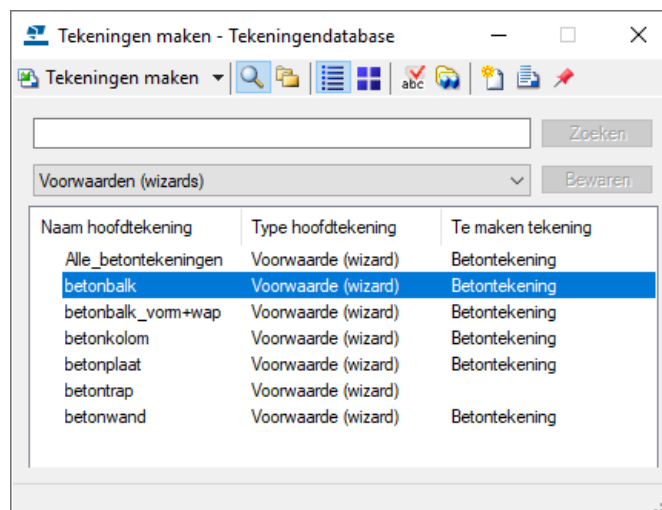 Tekeningen maken - Tekeningendatabase
Tekeningen maken
abc
Zoeken
Voorwaarden (wizards)
Bewaren
Naam hoofdtekening Type hoofdtekening Te maken tekening
Alle_betontekeningen Voorwaarde (wizard) Betontekening
betonbalk Voorwaarde (wizard) Betontekening
betonbalk_vorm+wap Voorwaarde (wizard) Betontekening
betonkolom Voorwaarde (wizard) Betontekening
betonplaat Voorwaarde (wizard) Betontekening
betontrap Voorwaarde (wizard)
betonwand Voorwaarde (wizard) Betontekening